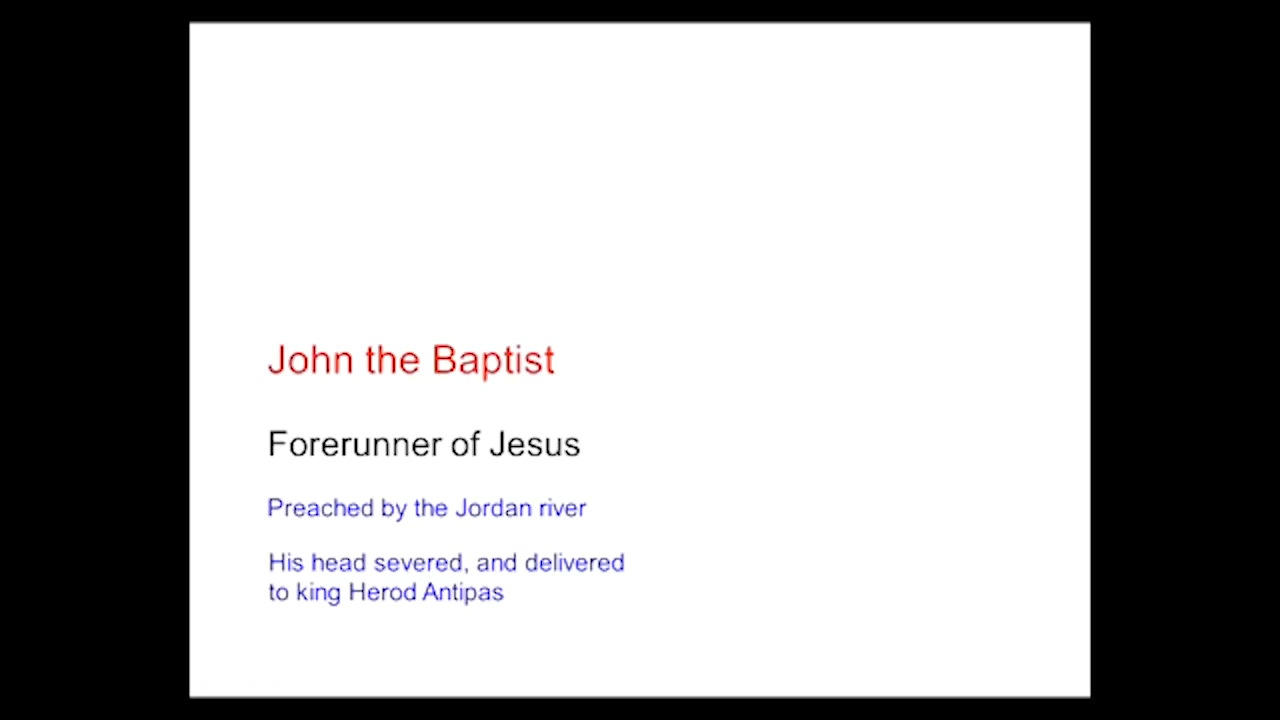 John the Baptist
Forerunner of Jesus
Preached by the Jordan river
His head severed, and delivered
to king Herod Antipas